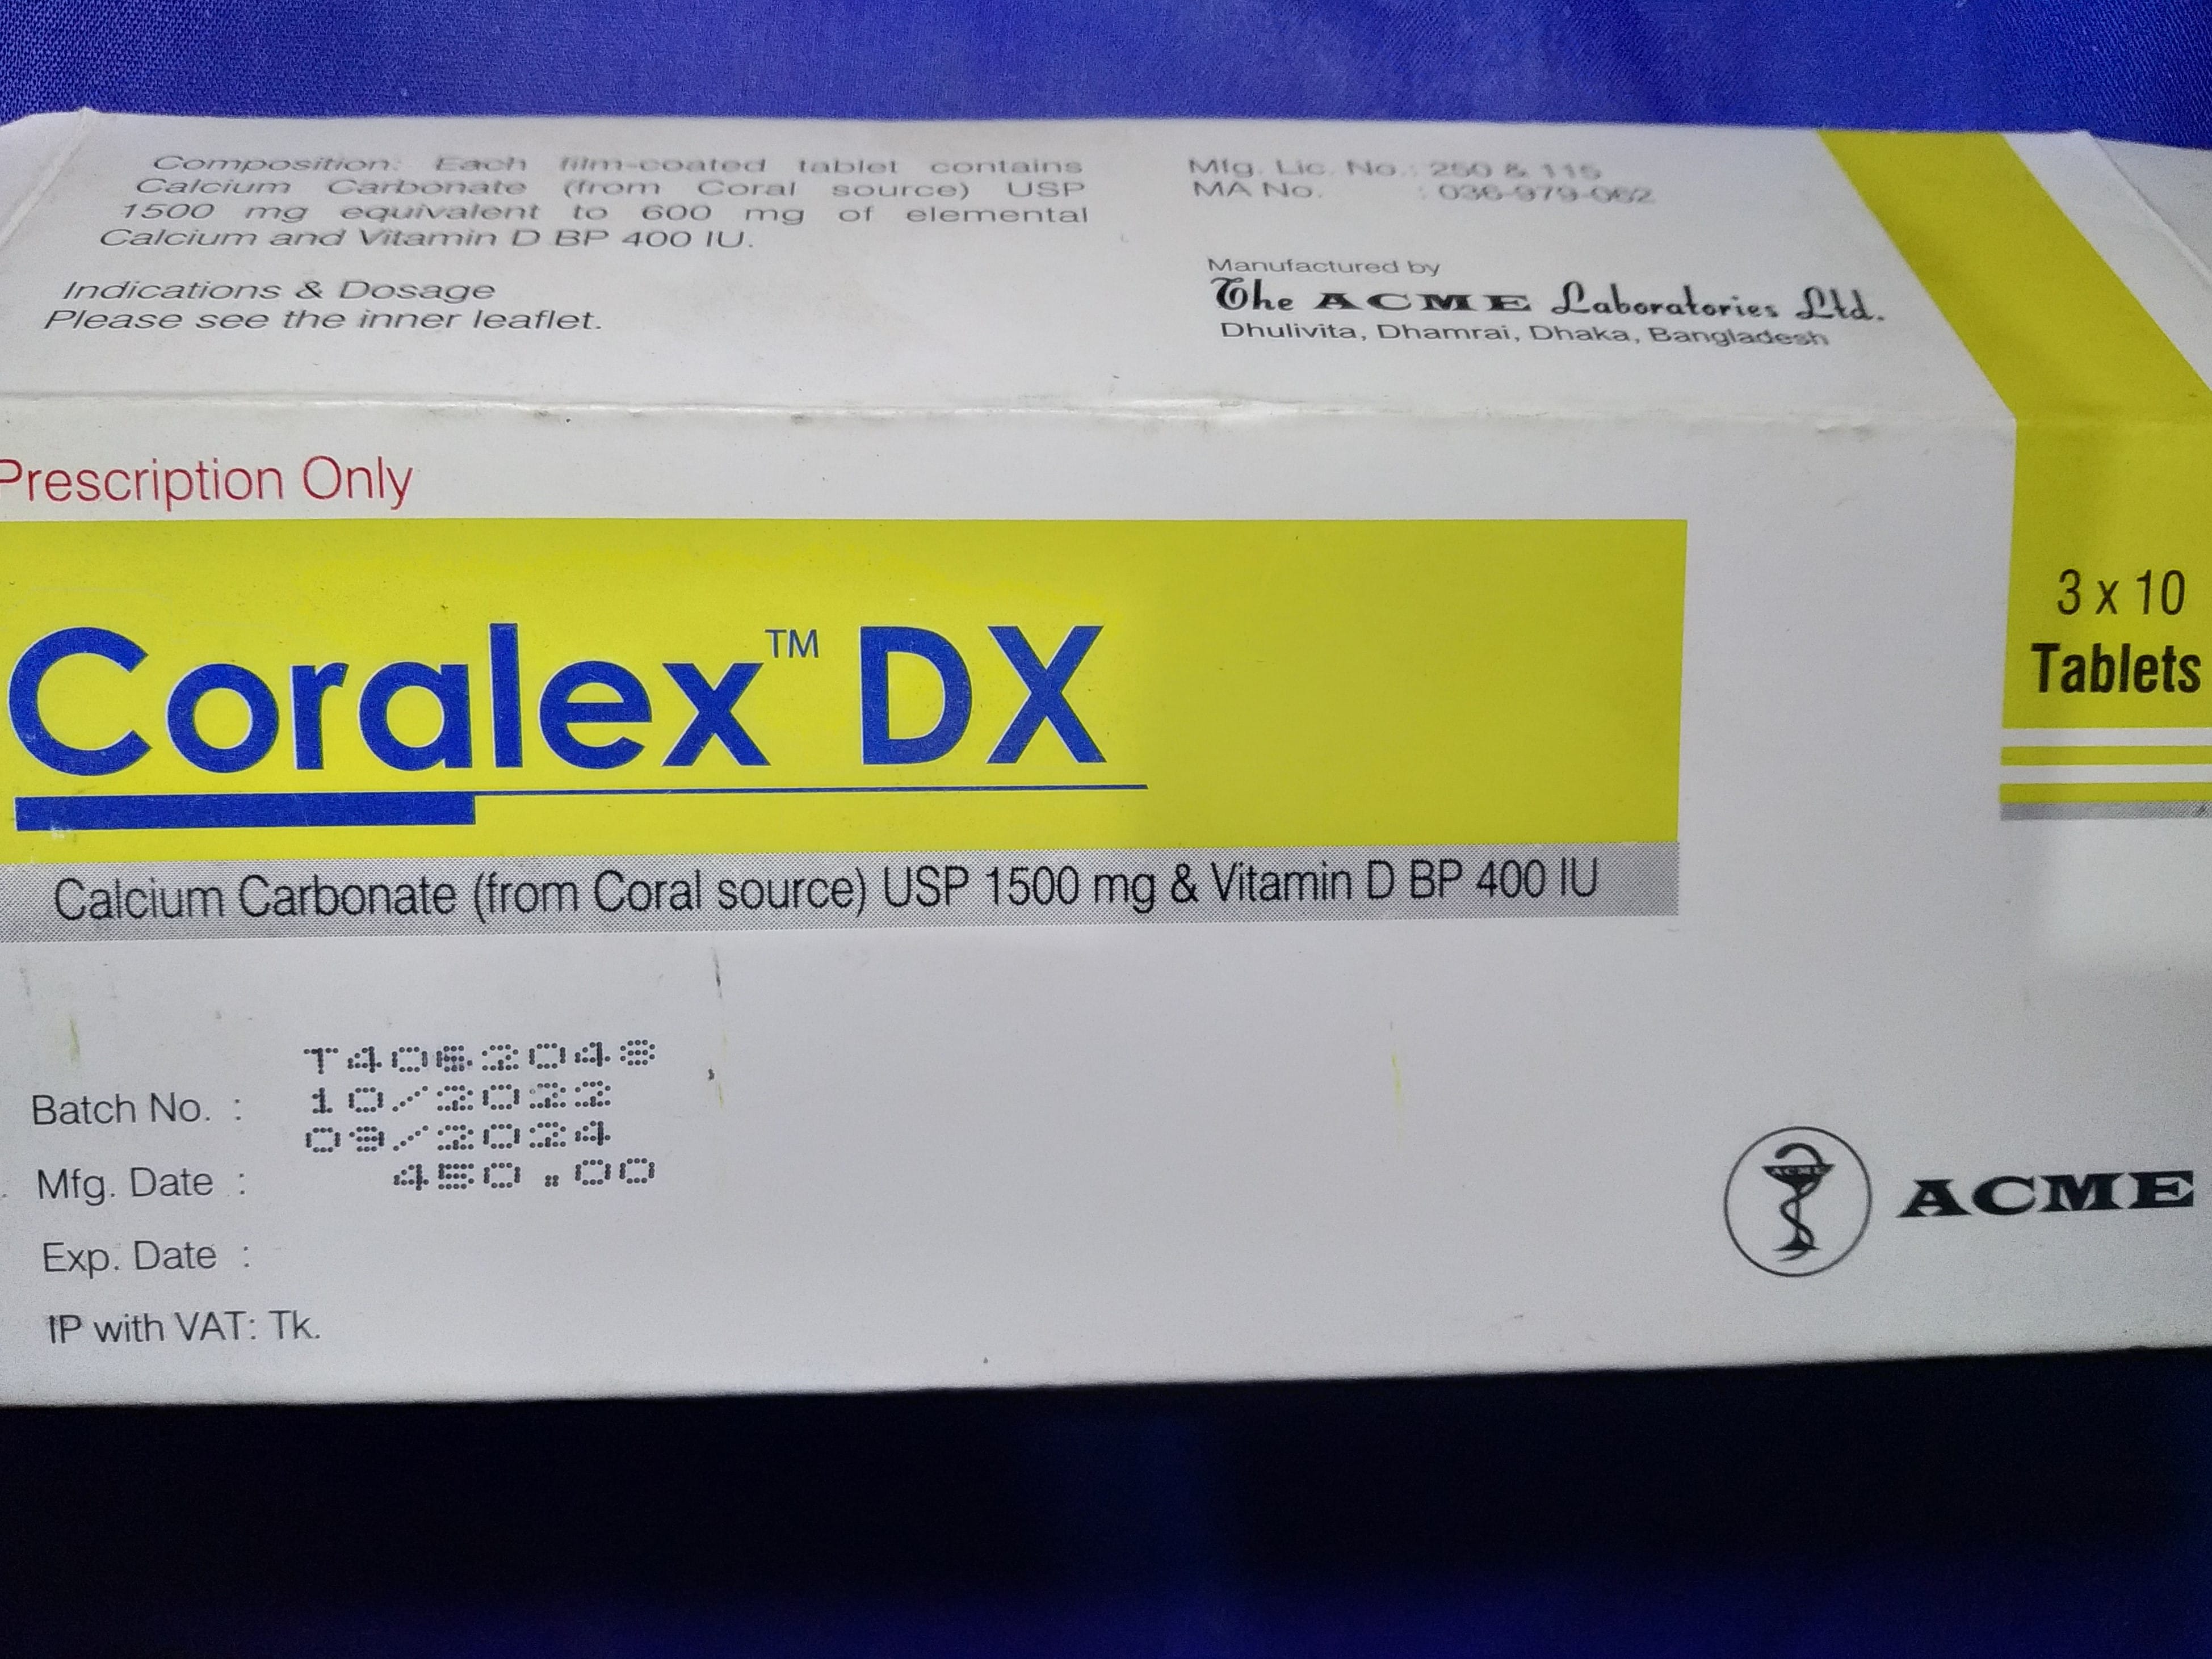 Composition: Each film-coated tablet contains
Calcium Carbonate (from Coral source) USP
1500 mg equivalent to 600 mg of elemental
Calcium and Vitamin D BP 400 IU.
Indications & Dosage
Please see the inner leaflet.
Mfg. Lic. No. : 250 & 115
MA No. : 036-979-062
Manufactured by
The ACME Laboratories Ltd.
Dhulivita, Dhamrai, Dhaka, Bangladesh
Prescription Only
Coralex™ DX
Calcium Carbonate (from Coral source) USP 1500 mg & Vitamin D BP 400 IU
3 x 10
Tablets
10/2022
09/2024
450.00
Batch No. :
Mfg. Date :
Exp. Date :
IP with VAT: Tk.
ACME
ACME